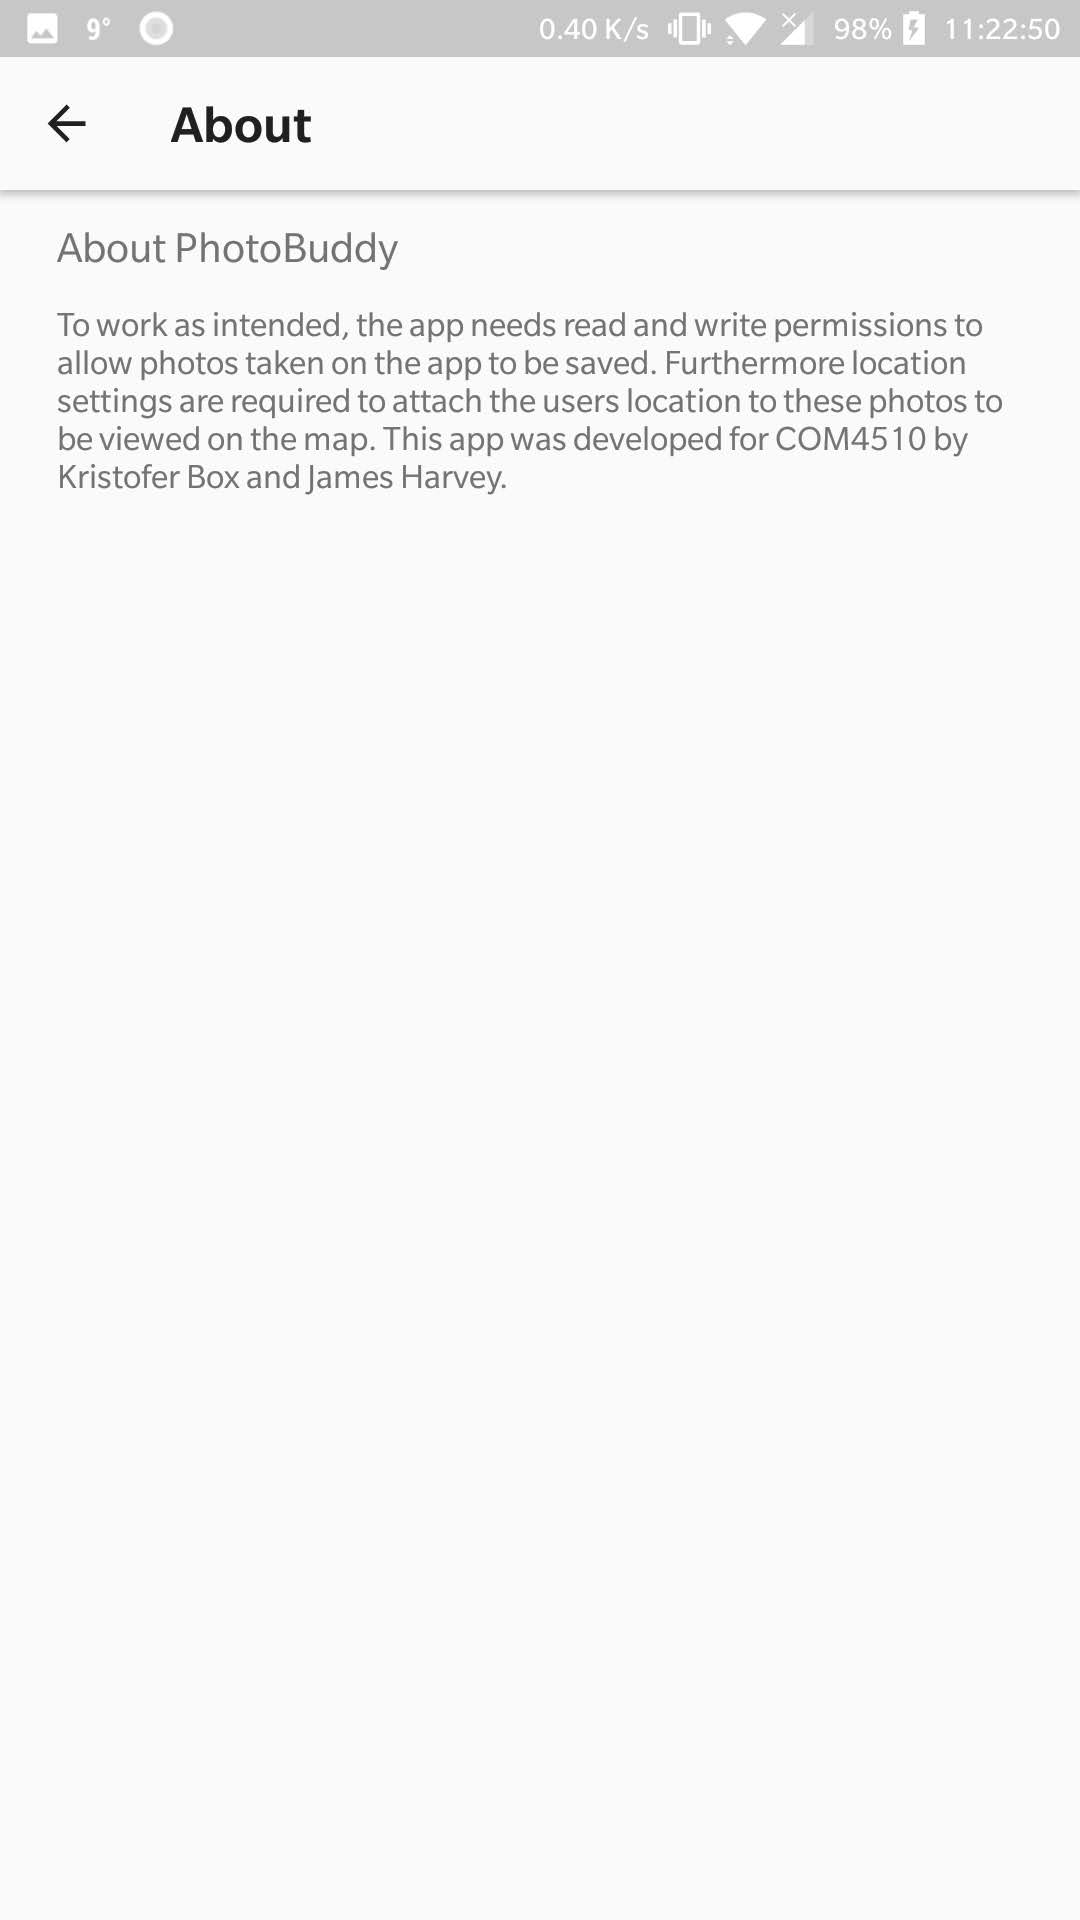 9° 0.40 K/s 98% 11:22:50
About
About PhotoBuddy
To work as intended, the app needs read and write permissions to
allow photos taken on the app to be saved. Furthermore location
settings are required to attach the users location to these photos to
be viewed on the map. This app was developed for COM4510 by
Kristofer Box and James Harvey.